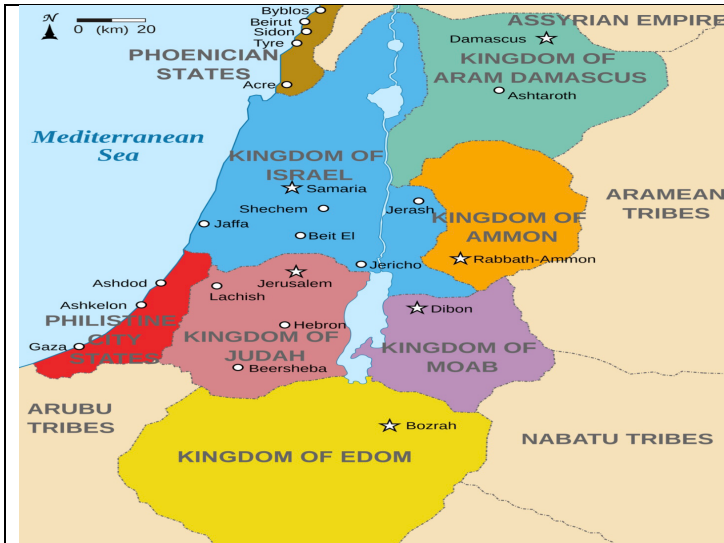 N
0 (km) 20
Byblos
Beirut
Sidon
Tyre
PHOENICIAN
STATES
Acre
ASSYRIAN EMPIRE
Damascus
KINGDOM OF
ARAM DAMASCUS
Ashtaroth
Mediterranean
Sea
KINGDOM OF
ISRAEL
Samaria
Shechem
Jerash
Jaffa
Beit El
Jericho
ARAMEAN
TRIBES
KINGDOM OF
AMMON
Rabbath-Ammon
Ashdod
Ashkelon
PHILISTINE
CITY
STATES
Gaza
Jerusalem
Lachish
Hebron
KINGDOM OF
JUDAH
Beersheba
Dibon
KINGDOM OF
MOAB
ARUBU
TRIBES
Bozrah
KINGDOM OF EDOM
NABATU TRIBES